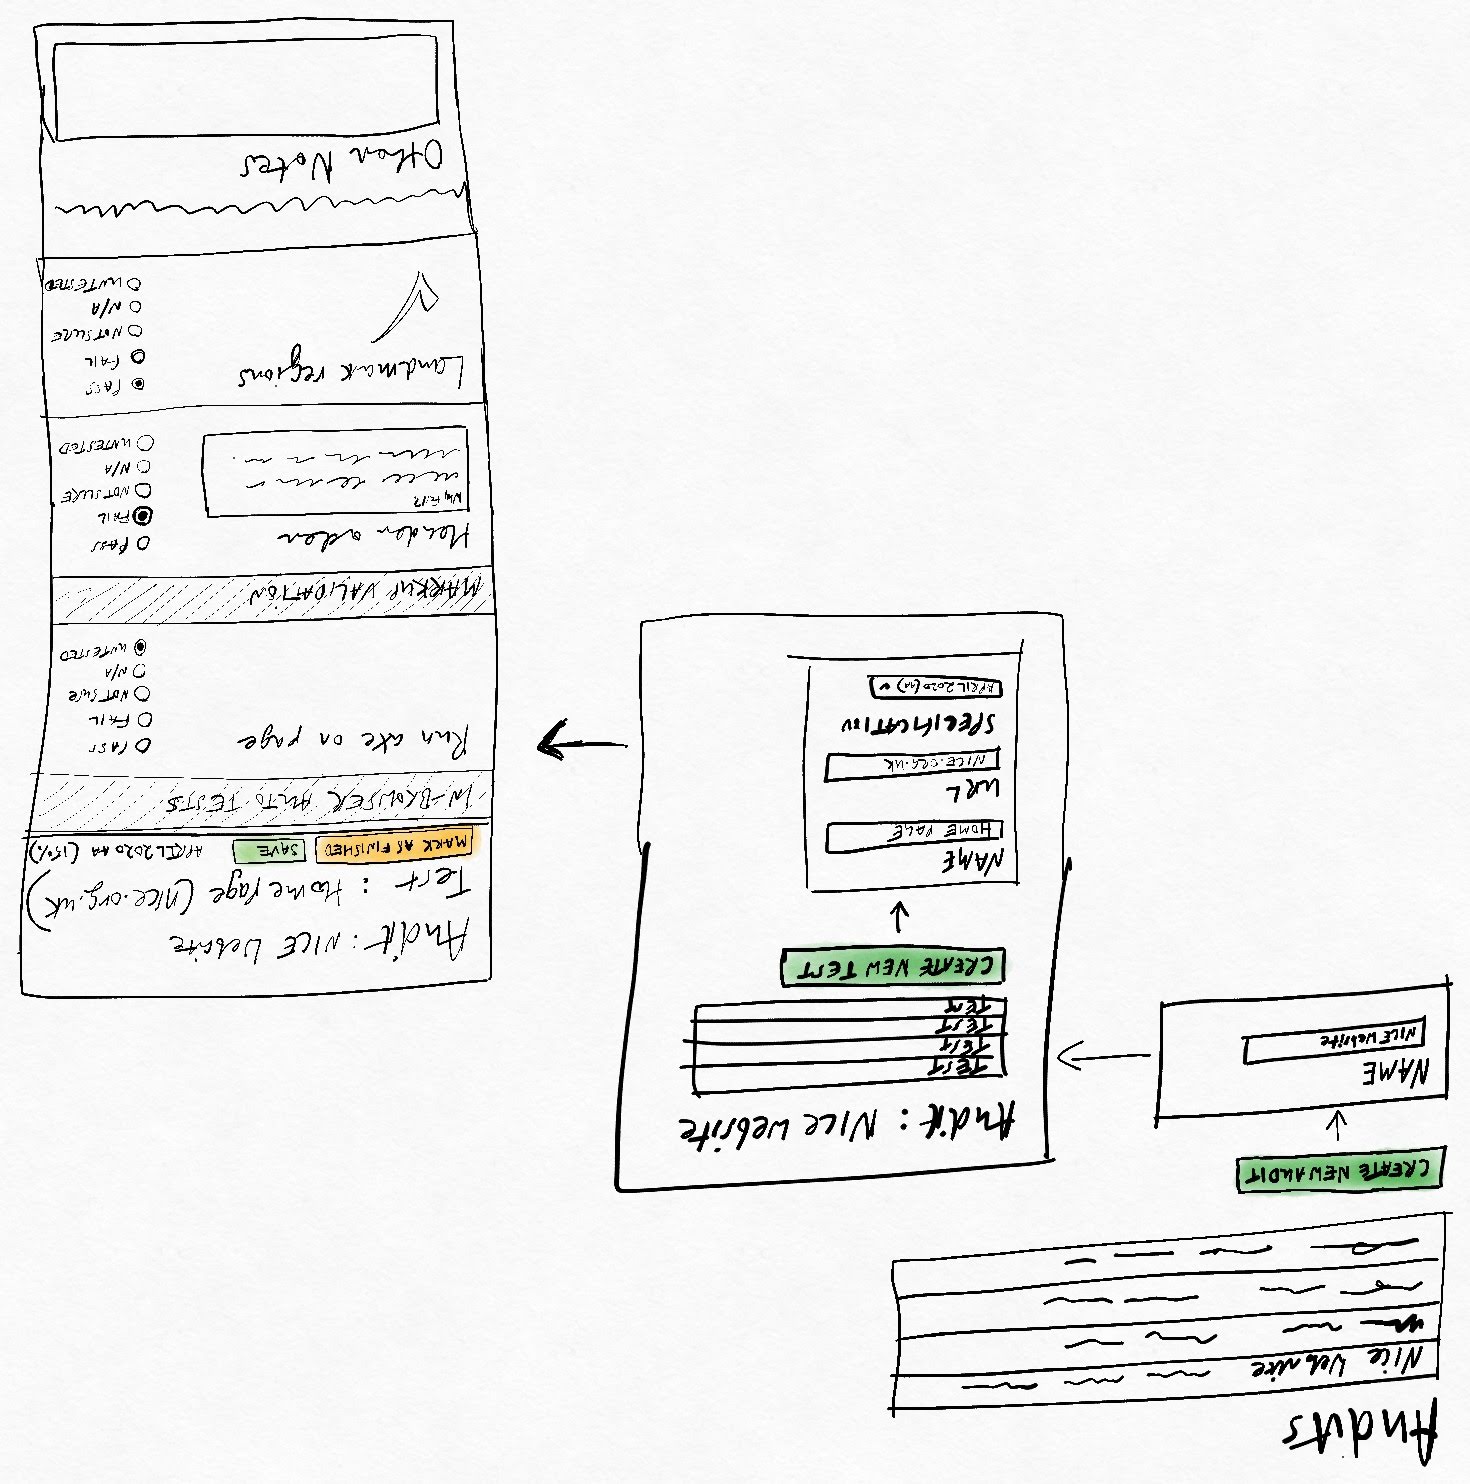 Audits
Nice Website
CREATE NEW AUDIT
NAME
NICE Website
Audit: NICE website
TEST
TEST
TEST
TEST
CREATE NEW TEST
NAME
HOME PAGE
URL
NICE.ORG.UK
SPECIFICATION
APRIL 2020 (AA)
Audit: NICE Website
Test : Home page (nice.org.uk)
MARK AS FINISHED SAVE APRIL 2020 AA (15%)
IN-BROWSER AUTO TESTS
Run axe on page
PASS
FAIL
NOT SURE
N/A
UNTESTED
MARKUP VALIDATION
Header order
Why Fail?
PASS
FAIL
NOT SURE
N/A
UNTESTED
Landmark regions
PASS
FAIL
NOT SURE
N/A
UNTESTED
Other Notes